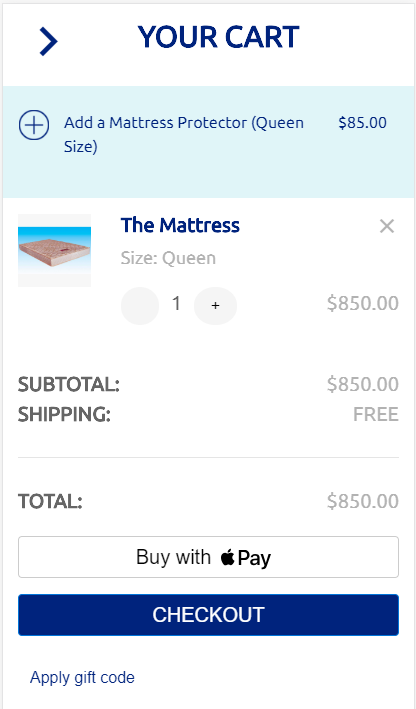 YOUR CART
Add a Mattress Protector (Queen $85.00
Size)
The Mattress ×
Size: Queen
1 + $850.00
SUBTOTAL: $850.00
SHIPPING: FREE
TOTAL: $850.00
Buy with Pay
CHECKOUT
Apply gift code